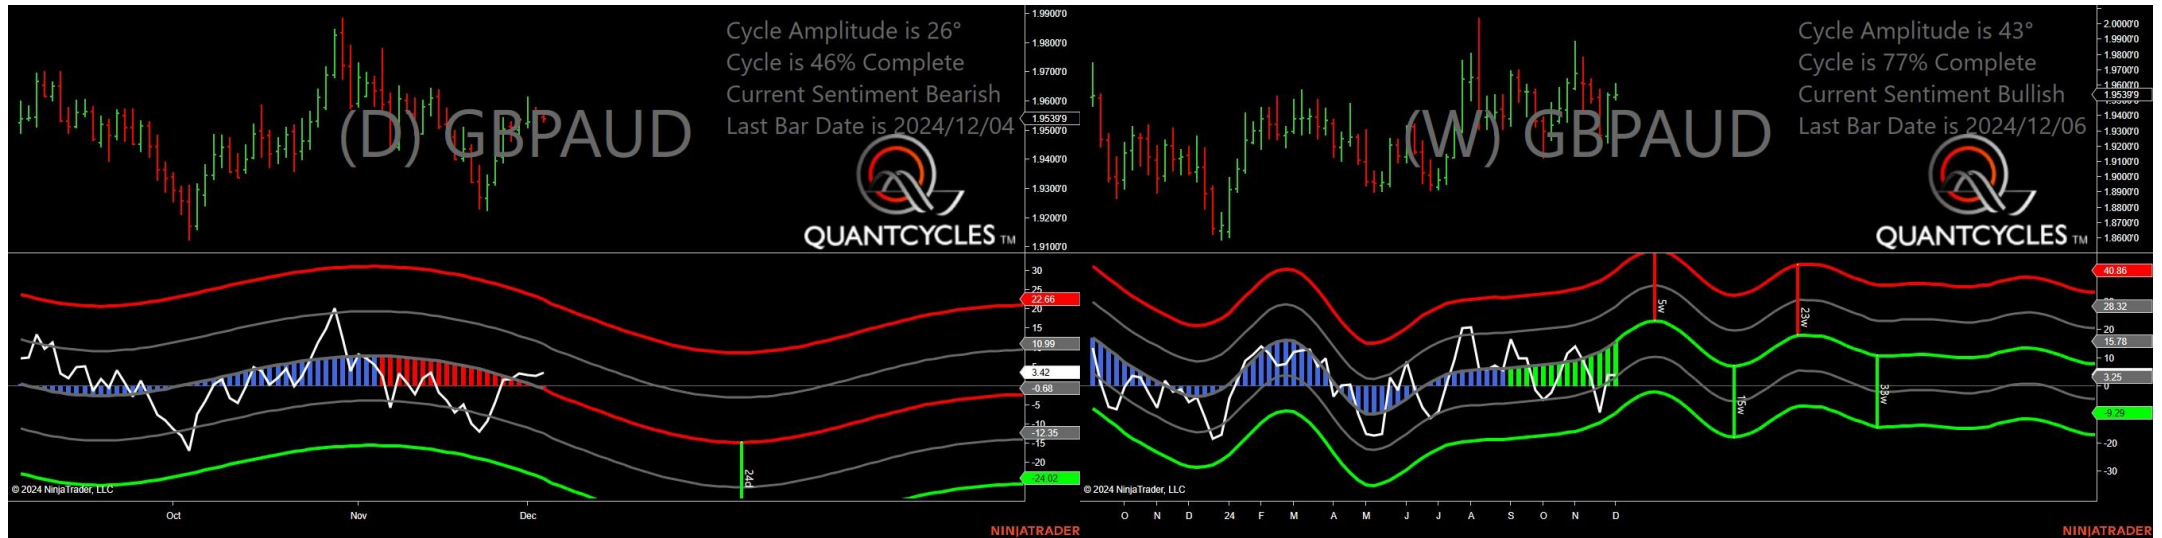 Cycle Amplitude is 26°
Cycle is 46% Complete
Current Sentiment Bearish
Last Bar Date is 2024/12/04
(D) GBPAUD
QUANTCYCLES TM
1.9900'0
1.9800'0
1.9700'0
1.9600'0
1.9539'9
1.9500'0
1.9400'0
1.9300'0
1.9200'0
1.9100'0
30
25
22.66
20
15
10.99
5
3.42
-0.68
-5
-10
-12.35
-15
-20
-24.02
24d
© 2024 NinjaTrader, LLC
Oct Nov Dec
NINJATRADER
Cycle Amplitude is 43°
Cycle is 77% Complete
Current Sentiment Bullish
Last Bar Date is 2024/12/06
(W) GBPAUD
QUANTCYCLES TM
2.0000'0
1.9900'0
1.9800'0
1.9700'0
1.9600'0
1.9539'9
1.9400'0
1.9300'0
1.9200'0
1.9100'0
1.9000'0
1.8900'0
1.8800'0
1.8700'0
1.8600'0
40.86
28.32
20
15.78
10
3.25
0
-9.29
-20
-30
5w
23w
15w
33w
© 2024 NinjaTrader, LLC
O N D 24 F M A M J J A S O N D
NINJATRADER